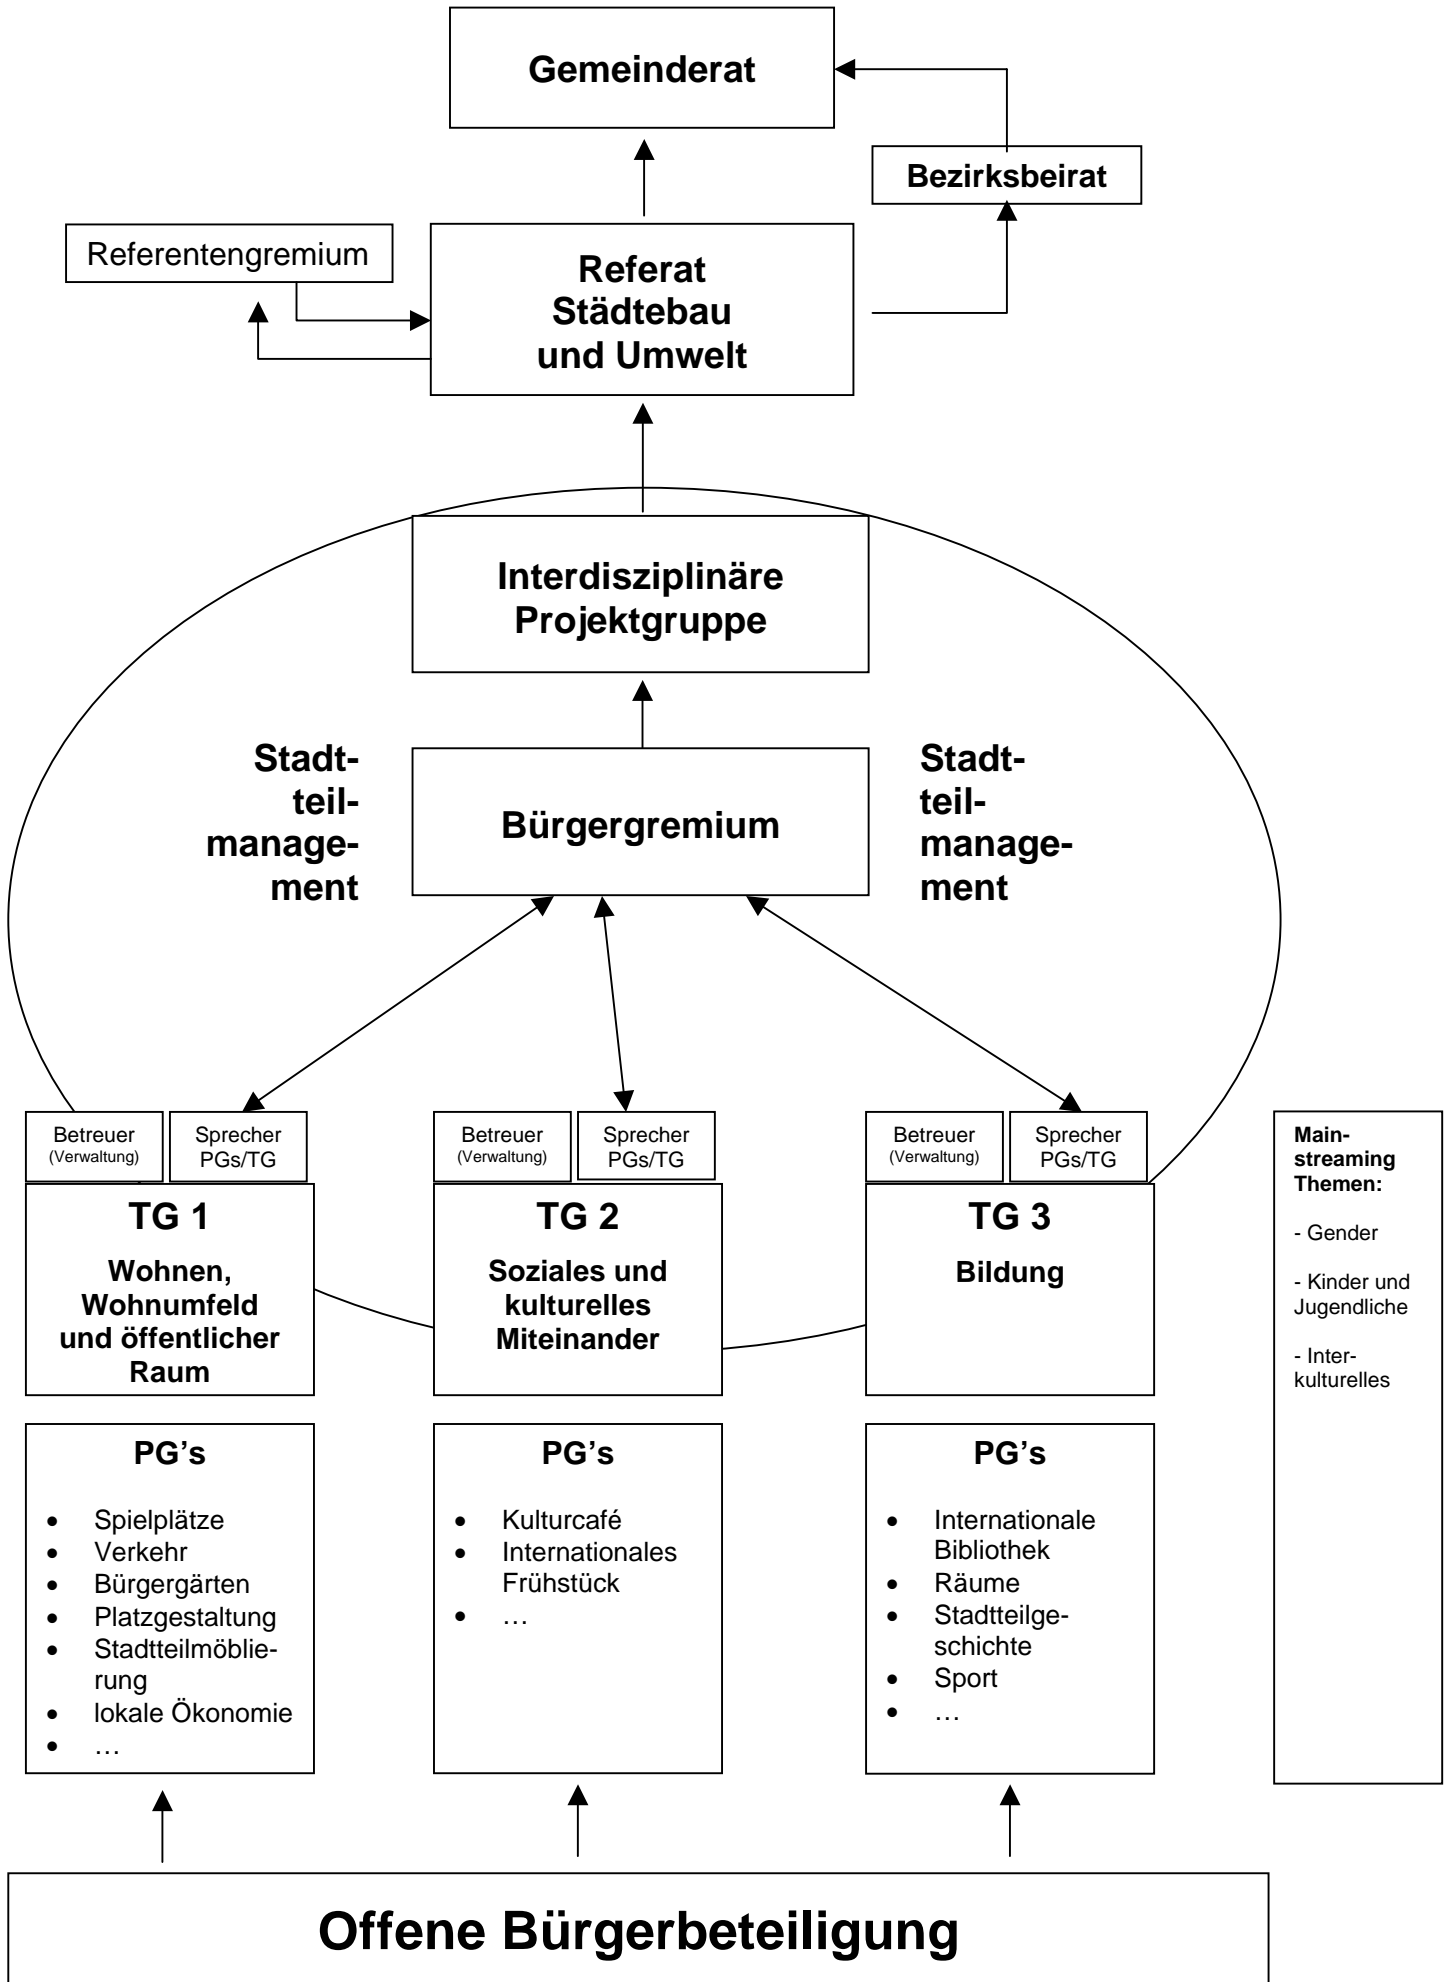 Gemeinderat
Bezirksbeirat
Referentengremium
Referat
Städtebau
und Umwelt
Interdisziplinäre
Projektgruppe
Stadt-
teil-
manage-
ment
Bürgergremium
Stadt-
teil-
manage-
ment
Betreuer
(Verwaltung)
Sprecher
PGs/TG
TG 1
Wohnen,
Wohnumfeld
und öffentlicher
Raum
Betreuer
(Verwaltung)
Sprecher
PGs/TG
TG 2
Soziales und
kulturelles
Miteinander
Betreuer
(Verwaltung)
Sprecher
PGs/TG
TG 3
Bildung
Main-
streaming
Themen:
- Gender
- Kinder und
Jugendliche
- Inter-
kulturelles
PG’s
• Spielplätze
• Verkehr
• Bürgergärten
• Platzgestaltung
• Stadtteilmöblie-
rung
• lokale Ökonomie
• …
PG’s
• Kulturcafé
• Internationales
Frühstück
• …
PG’s
• Internationale
Bibliothek
• Räume
• Stadtteilge-
schichte
• Sport
• …
Offene Bürgerbeteiligung